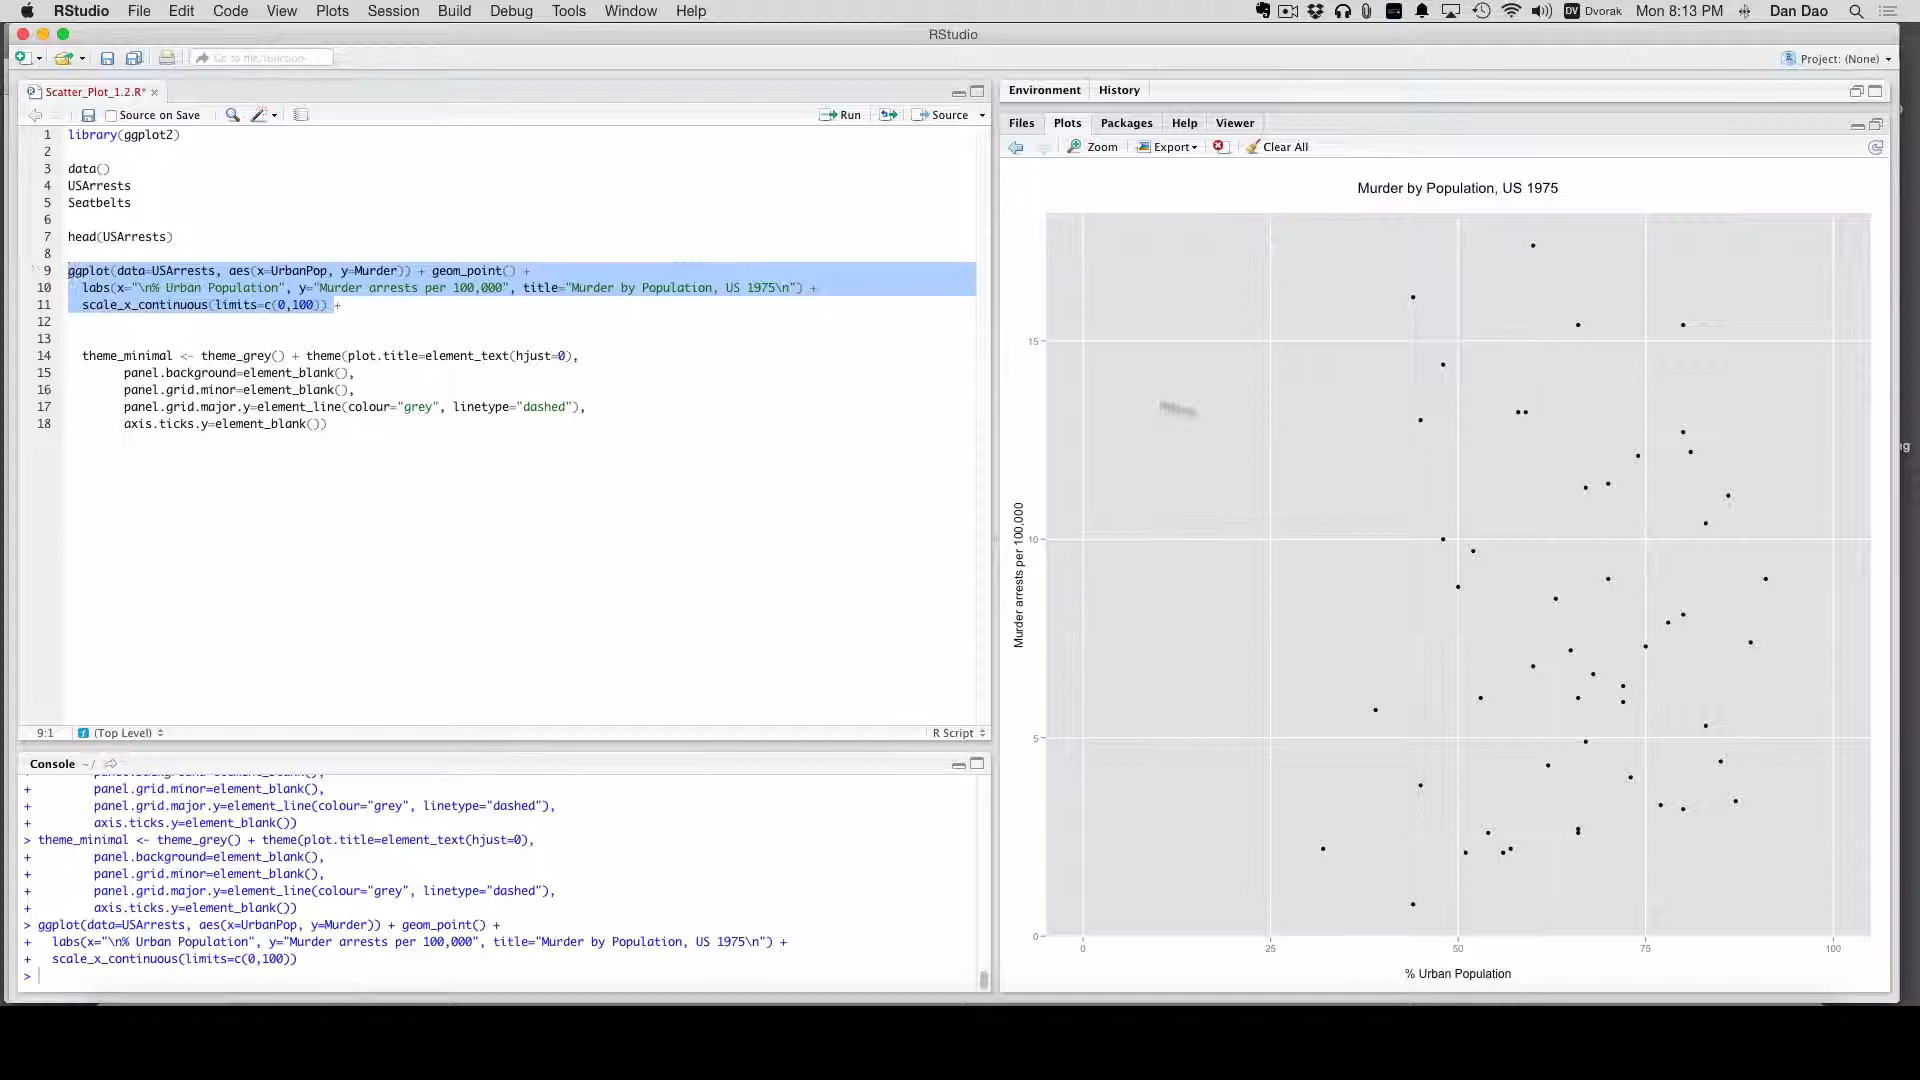 RStudio File Edit Code View Plots Session Build Debug Tools Window Help
DV Dvorak Mon 8:13 PM Dan Dao
RStudio
Go to file/function
Project: (None)
Scatter_Plot_1.2.R*
Source on Save
Run
Source
1 library(ggplot2)
2
3 data()
4 USArrests
5 Seatbelts
6
7 head(USArrests)
8
9 ggplot(data=USArrests, aes(x=UrbanPop, y=Murder)) + geom_point() +
10 labs(x="\n% Urban Population", y="Murder arrests per 100,000", title="Murder by Population, US 1975\n") +
11 scale_x_continuous(limits=c(0,100)) +
12
13
14 theme_minimal <- theme_grey() + theme(plot.title=element_text(hjust=0),
15 panel.background=element_blank(),
16 panel.grid.minor=element_blank(),
17 panel.grid.major.y=element_line(colour="grey", linetype="dashed"),
18 axis.ticks.y=element_blank())
9:1 (Top Level) R Script
Console ~/
+ panel.background=element_blank(),
+ panel.grid.minor=element_blank(),
+ panel.grid.major.y=element_line(colour="grey", linetype="dashed"),
+ axis.ticks.y=element_blank())
> theme_minimal <- theme_grey() + theme(plot.title=element_text(hjust=0),
+ panel.background=element_blank(),
+ panel.grid.minor=element_blank(),
+ panel.grid.major.y=element_line(colour="grey", linetype="dashed"),
+ axis.ticks.y=element_blank())
> ggplot(data=USArrests, aes(x=UrbanPop, y=Murder)) + geom_point() +
+ labs(x="\n% Urban Population", y="Murder arrests per 100,000", title="Murder by Population, US 1975\n") +
+ scale_x_continuous(limits=c(0,100))
>
Environment History
Files Plots Packages Help Viewer
Zoom Export Clear All
Murder by Population, US 1975
Murder arrests per 100,000
15
10
5
0
0 25 50 75 100
% Urban Population